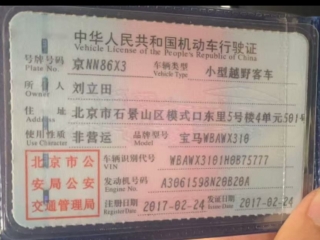 中华人民共和国机动车行驶证
Vehicle License of the People's Republic of China
号牌号码 京NN86X3 车辆类型 小型越野客车
Plate No. Vehicle Type
所有人 刘立田
Owner
住址 北京市石景山区模式口东里5号楼4单元501号
Address
使用性质 非营运 品牌型号 宝马WBAWX310
Use Character Model
北京市公
安局公安
交通管理局
车辆识别代号 WBAWX3101H0875777
VIN
发动机号码 A3061598N20B20A
Engine No.
注册日期 2017-02-24 发证日期 2017-02-24
Register Date Issue Date